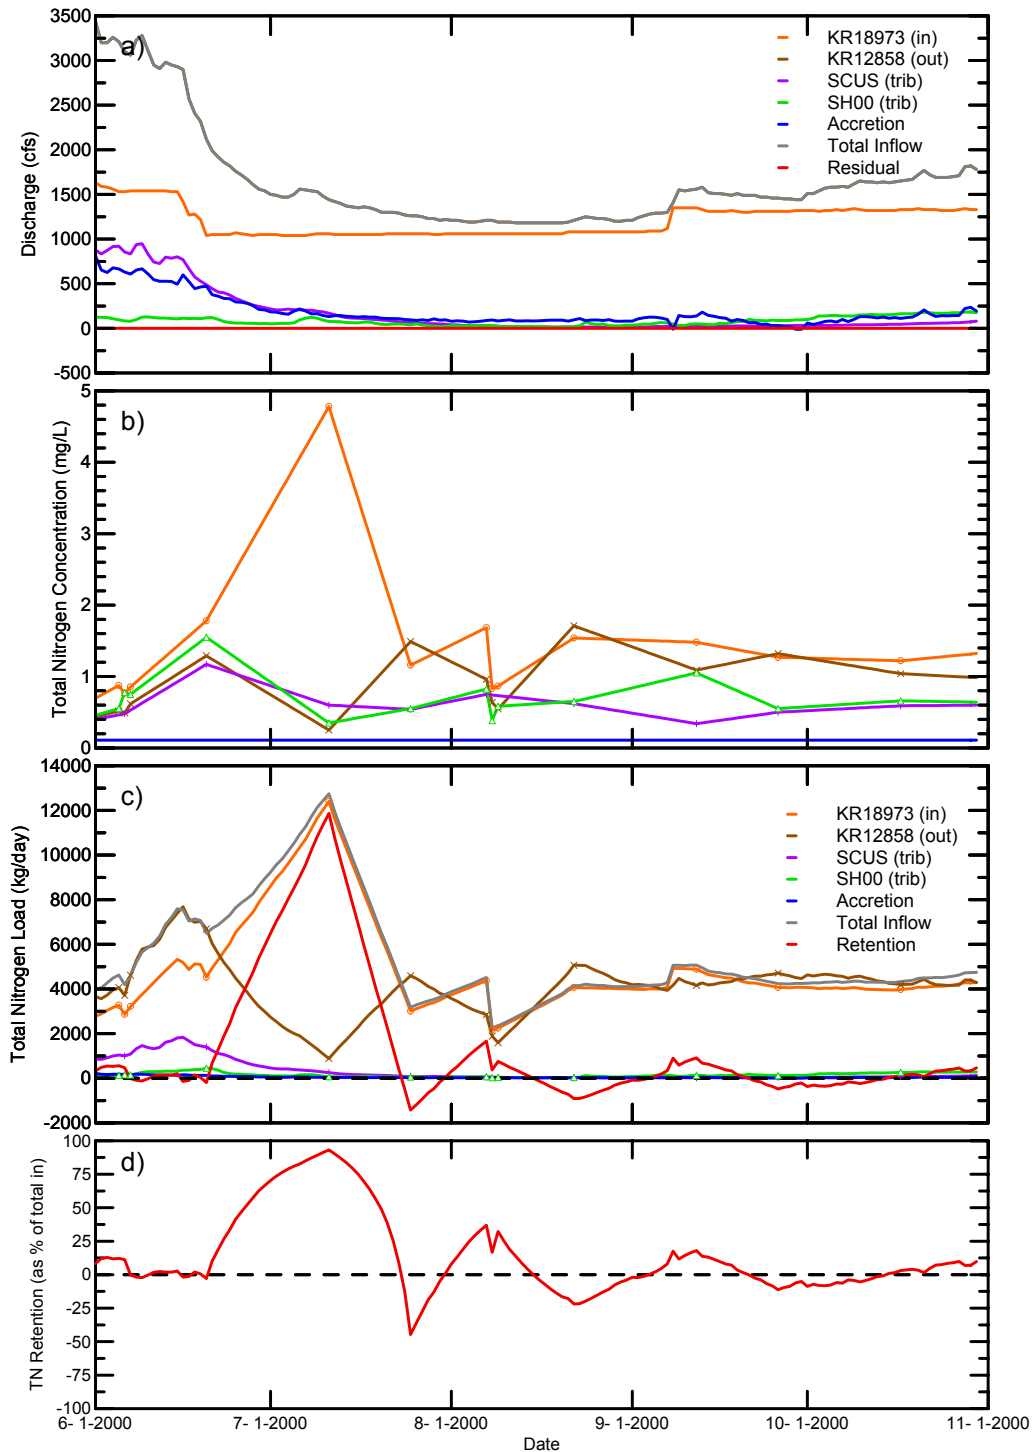 a)
3500
3000
2500
2000
1500
1000
500
0
-500
Discharge (cfs)
KR18973 (in)
KR12858 (out)
SCUS (trib)
SH00 (trib)
Accretion
Total Inflow
Residual
b)
5
4
3
2
1
0
Total Nitrogen Concentration (mg/L)
c)
14000
12000
10000
8000
6000
4000
2000
0
-2000
Total Nitrogen Load (kg/day)
KR18973 (in)
KR12858 (out)
SCUS (trib)
SH00 (trib)
Accretion
Total Inflow
Retention
d)
100
75
50
25
0
-25
-50
-75
-100
TN Retention (as % of total in)
6- 1-2000 7- 1-2000 8- 1-2000 9- 1-2000 10- 1-2000 11- 1-2000
Date